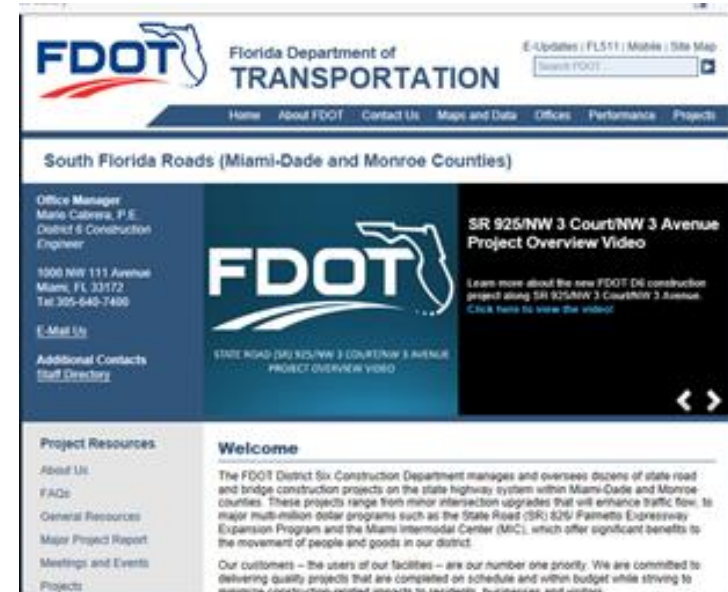 FDOT
Florida Department of
TRANSPORTATION
E-Updates | FL511 | Mobile | Site Map
Search FDOT...
Home About FDOT Contact Us Maps and Data Offices Performance Projects
South Florida Roads (Miami-Dade and Monroe Counties)
Office Manager
Mario Cabrera, P.E.
District 6 Construction
Engineer
1000 NW 111 Avenue
Miami, FL 33172
Tel 305-640-7400
E-Mail Us
Additional Contacts
Staff Directory
FDOT
STATE ROAD (SR) 925/NW 3 COURT/NW 3 AVENUE
PROJECT OVERVIEW VIDEO
SR 925/NW 3 Court/NW 3 Avenue
Project Overview Video
Learn more about the new FDOT D6 construction
project along SR 925/NW 3 Court/NW 3 Avenue.
Click here to view the video!
Project Resources
About Us
FAQs
General Resources
Major Project Report
Meetings and Events
Projects
Welcome
The FDOT District Six Construction Department manages and oversees dozens of state road
and bridge construction projects on the state highway system within Miami-Dade and Monroe
counties. These projects range from minor intersection upgrades that will enhance traffic flow, to
major multi-million dollar programs such as the State Road (SR) 826/ Palmetto Expressway
Expansion Program and the Miami Intermodal Center (MIC), which offer significant benefits to
the movement of people and goods in our district.
Our customers – the users of our facilities – are our number one priority. We are committed to
delivering quality projects that are completed on schedule and within budget while striving to
minimize construction-related impacts to residents, businesses and visitors.